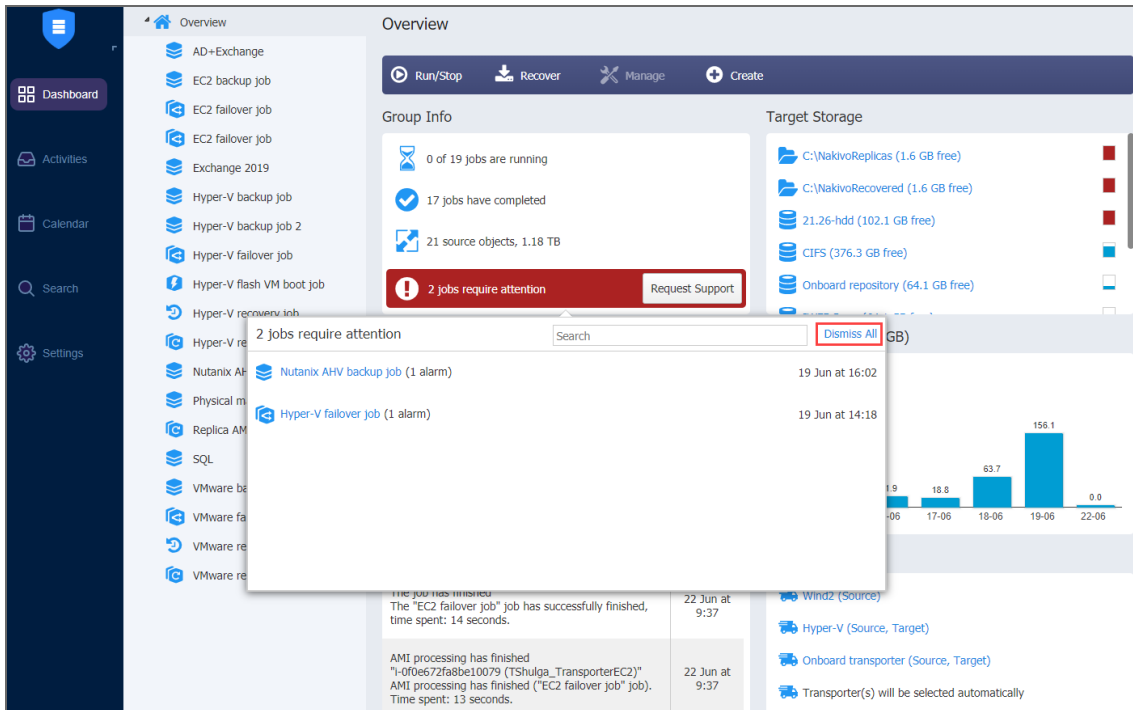 Overview
AD+Exchange
EC2 backup job
EC2 failover job
EC2 failover job
Exchange 2019
Hyper-V backup job
Hyper-V backup job 2
Hyper-V failover job
Hyper-V flash VM boot job
Hyper-V recovery job
Hyper-V re
Nutanix AH
Physical m
Replica AM
SQL
VMware ba
VMware fa
VMware re
VMware re
Dashboard
Activities
Calendar
Search
Settings
Overview
Run/Stop
Recover
Manage
Create
Group Info
0 of 19 jobs are running
17 jobs have completed
21 source objects, 1.18 TB
2 jobs require attention
Request Support
Target Storage
C:\NakivoReplicas (1.6 GB free)
C:\NakivoRecovered (1.6 GB free)
21.26-hdd (102.1 GB free)
CIFS (376.3 GB free)
Onboard repository (64.1 GB free)
2 jobs require attention
Search
Dismiss All
Nutanix AHV backup job (1 alarm)
19 Jun at 16:02
Hyper-V failover job (1 alarm)
19 Jun at 14:18
GB)
1.9
18.8
63.7
156.1
0.0
-06
17-06
18-06
19-06
22-06
The job has finished
The "EC2 failover job" job has successfully finished,
time spent: 14 seconds.
22 Jun at
9:37
AMI processing has finished
"i-0f0e672fa8be10079 (TShulga_TransporterEC2)"
AMI processing has finished ("EC2 failover job" job).
Time spent: 13 seconds.
22 Jun at
9:37
Wind2 (Source)
Hyper-V (Source, Target)
Onboard transporter (Source, Target)
Transporter(s) will be selected automatically